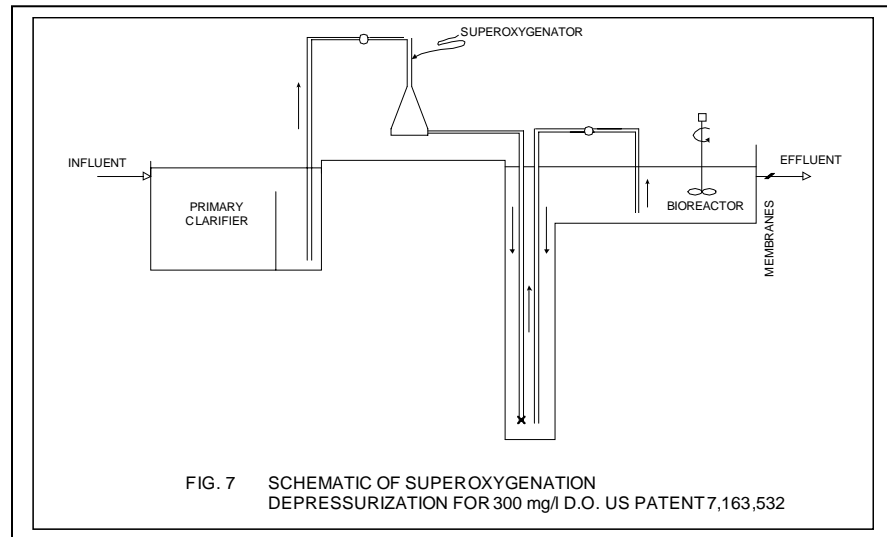 SUPEROXYGENATOR
INFLUENT
EFFLUENT
PRIMARY
CLARIFIER
BIOREACTOR
MEMBRANES
FIG. 7 SCHEMATIC OF SUPEROXYGENATION
DEPRESSURIZATION FOR 300 mg/l D.O. US PATENT 7,163,532